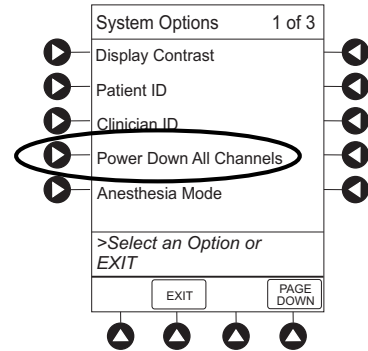 System Options 1 of 3
Display Contrast
Patient ID
Clinician ID
Power Down All Channels
Anesthesia Mode
>Select an Option or
EXIT
EXIT
PAGE
DOWN